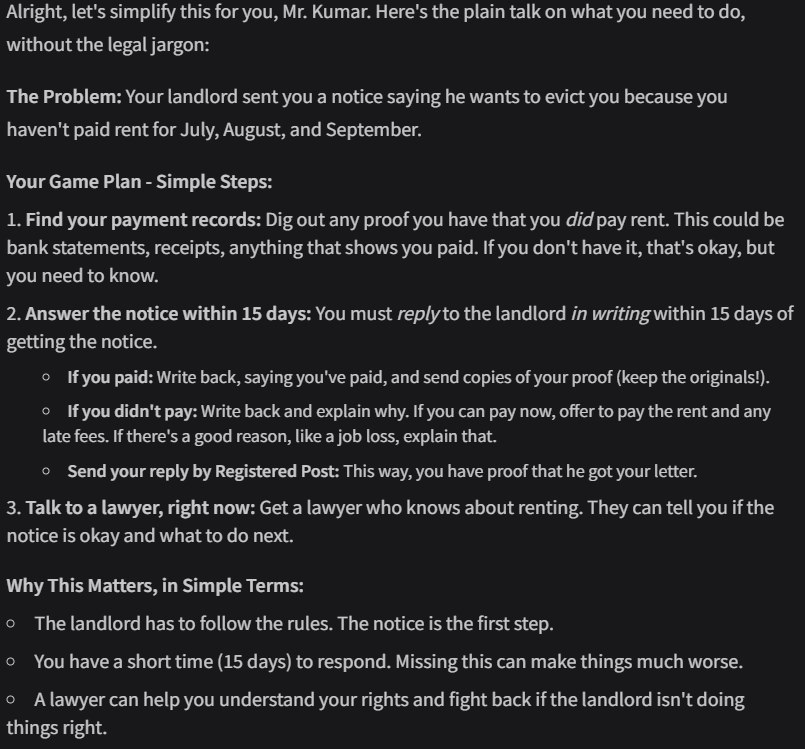 Alright, let's simplify this for you, Mr. Kumar. Here's the plain talk on what you need to do,
without the legal jargon:
The Problem: Your landlord sent you a notice saying he wants to evict you because you
haven't paid rent for July, August, and September.
Your Game Plan - Simple Steps:
1. Find your payment records: Dig out any proof you have that you did pay rent. This could be
bank statements, receipts, anything that shows you paid. If you don't have it, that's okay, but
you need to know.
2. Answer the notice within 15 days: You must reply to the landlord in writing within 15 days of
getting the notice.
◦ If you paid: Write back, saying you've paid, and send copies of your proof (keep the originals!).
◦ If you didn't pay: Write back and explain why. If you can pay now, offer to pay the rent and any
late fees. If there's a good reason, like a job loss, explain that.
◦ Send your reply by Registered Post: This way, you have proof that he got your letter.
3. Talk to a lawyer, right now: Get a lawyer who knows about renting. They can tell you if the
notice is okay and what to do next.
Why This Matters, in Simple Terms:
◦ The landlord has to follow the rules. The notice is the first step.
◦ You have a short time (15 days) to respond. Missing this can make things much worse.
◦ A lawyer can help you understand your rights and fight back if the landlord isn't doing
things right.